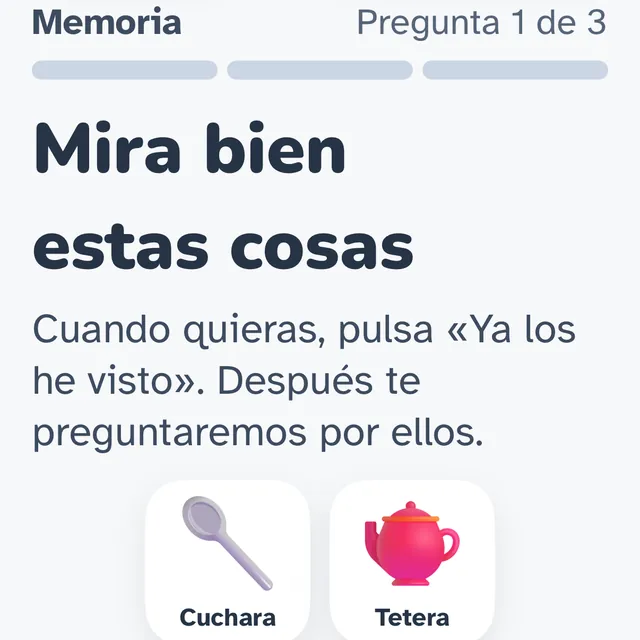 Memoria
Pregunta 1 de 3
Mira bien
estas cosas
Cuando quieras, pulsa «Ya los
he visto». Después te
preguntaremos por ellos.
Cuchara
Tetera